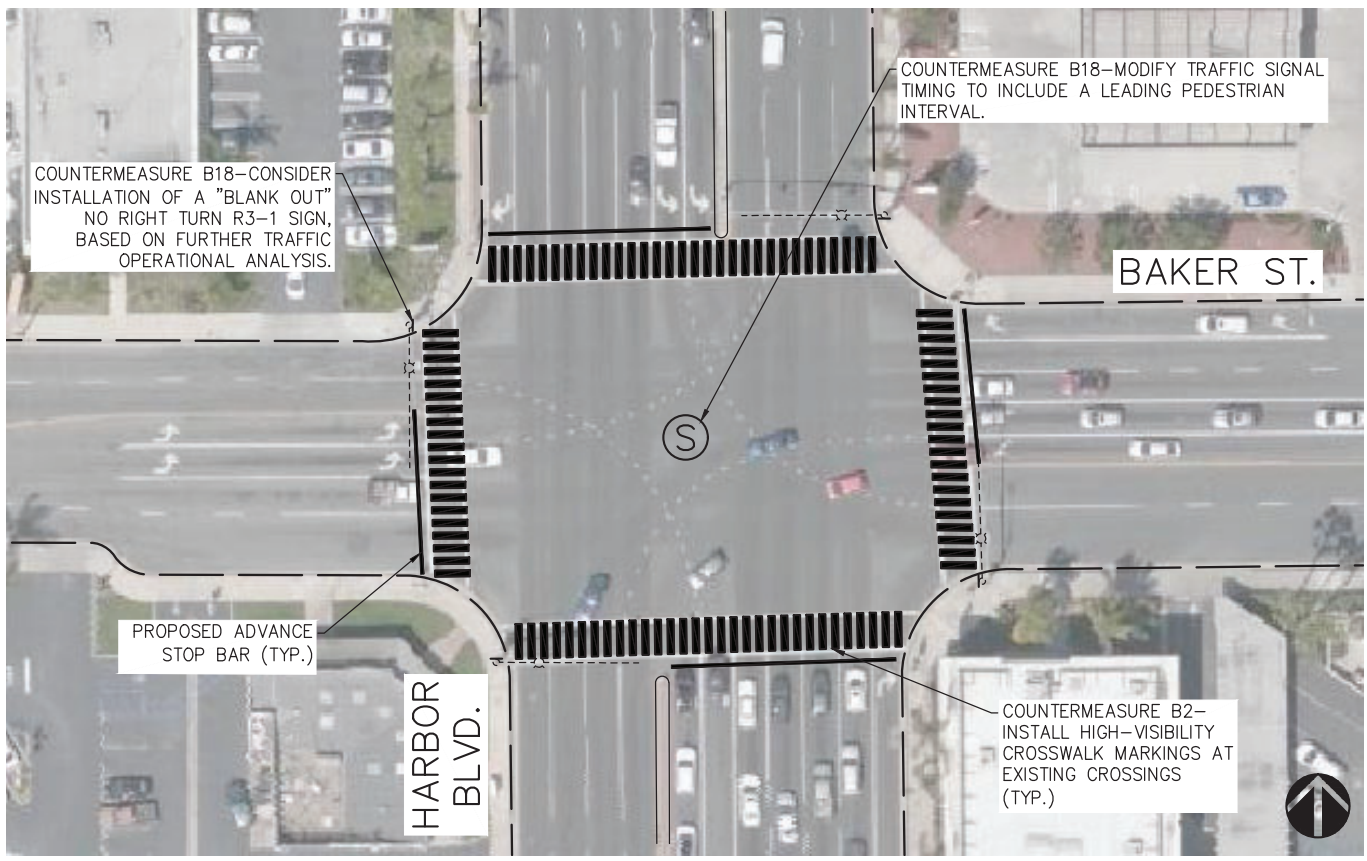 COUNTERMEASURE B18-MODIFY TRAFFIC SIGNAL
TIMING TO INCLUDE A LEADING PEDESTRIAN
INTERVAL.
COUNTERMEASURE B18-CONSIDER
INSTALLATION OF A "BLANK OUT"
NO RIGHT TURN R3-1 SIGN,
BASED ON FURTHER TRAFFIC
OPERATIONAL ANALYSIS.
BAKER ST.
S
PROPOSED ADVANCE
STOP BAR (TYP.)
HARBOR
BLVD.
COUNTERMEASURE B2-
INSTALL HIGH-VISIBILITY
CROSSWALK MARKINGS AT
EXISTING CROSSINGS
(TYP.)